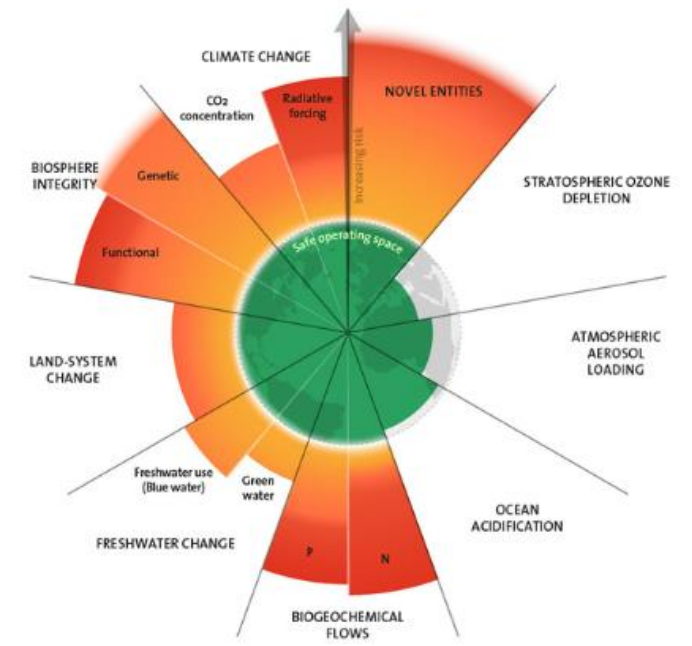 CLIMATE CHANGE
CO2
concentration
Radiative
forcing
NOVEL ENTITIES
Increasing risk
BIOSPHERE
INTEGRITY
Genetic
Functional
STRATOSPHERIC OZONE
DEPLETION
Safe operating space
ATMOSPHERIC
AEROSOL
LOADING
LAND-SYSTEM
CHANGE
Freshwater use
(Blue water)
Green
water
FRESHWATER CHANGE
OCEAN
ACIDIFICATION
P
N
BIOGEOCHEMICAL
FLOWS